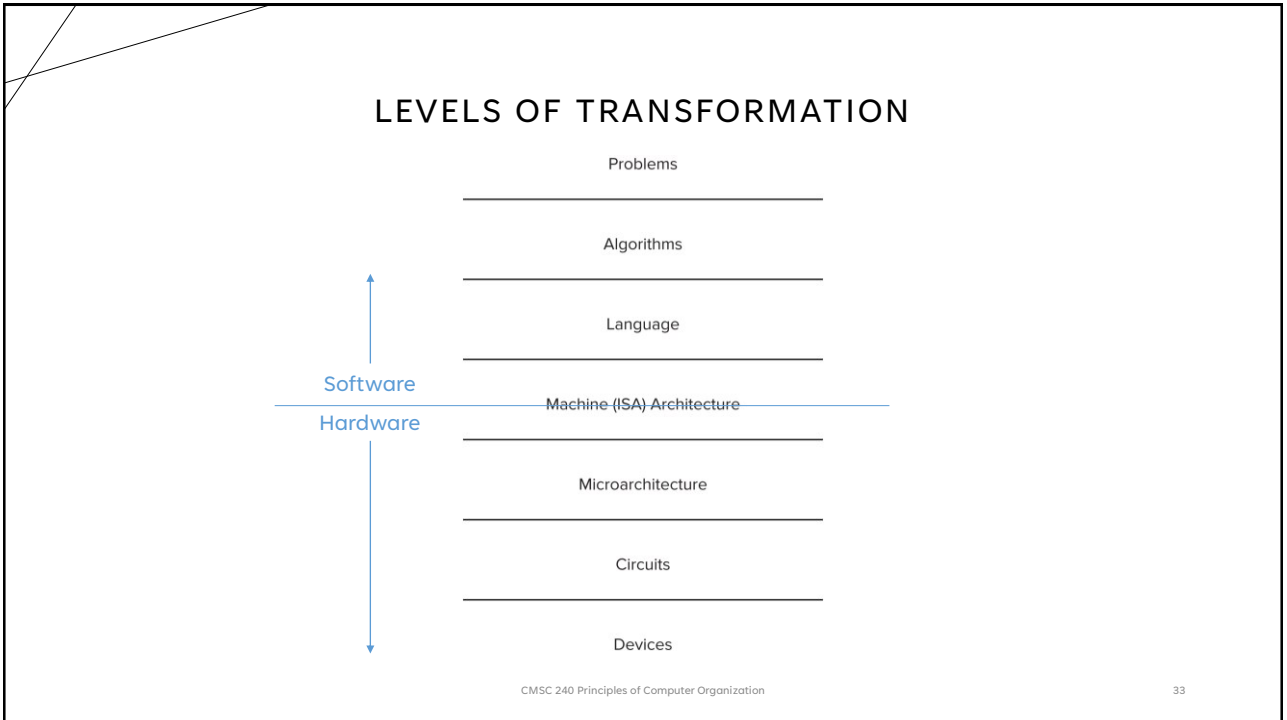 LEVELS OF TRANSFORMATION
Problems
Algorithms
Language
Software
Machine (ISA) Architecture
Hardware
Microarchitecture
Circuits
Devices
CMSC 240 Principles of Computer Organization
33